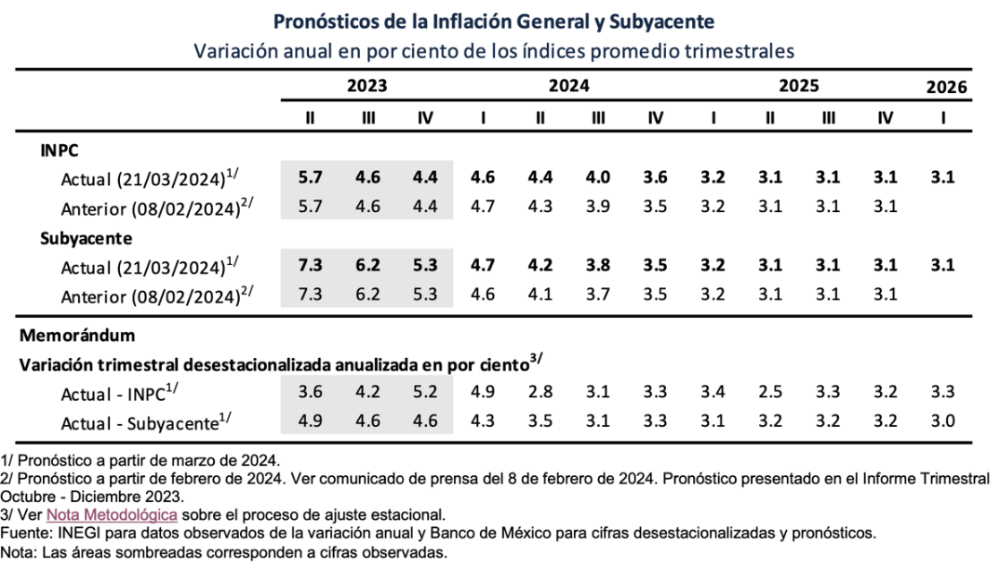 Pronósticos de la Inflación General y Subyacente
Variación anual en por ciento de los índices promedio trimestrales
2023 2024 2025 2026
II III IV I II III IV I II III IV I
INPC
Actual (21/03/2024)1/ 5.7 4.6 4.4 4.6 4.4 4.0 3.6 3.2 3.1 3.1 3.1 3.1
Anterior (08/02/2024)2/ 5.7 4.6 4.4 4.7 4.3 3.9 3.5 3.2 3.1 3.1 3.1
Subyacente
Actual (21/03/2024)1/ 7.3 6.2 5.3 4.7 4.2 3.8 3.5 3.2 3.1 3.1 3.1 3.1
Anterior (08/02/2024)2/ 7.3 6.2 5.3 4.6 4.1 3.7 3.5 3.2 3.1 3.1 3.1
Memorándum
Variación trimestral desestacionalizada anualizada en por ciento3/
Actual - INPC1/ 3.6 4.2 5.2 4.9 2.8 3.1 3.3 3.4 2.5 3.3 3.2 3.3
Actual - Subyacente1/ 4.9 4.6 4.6 4.3 3.5 3.1 3.3 3.1 3.2 3.2 3.2 3.0
1/ Pronóstico a partir de marzo de 2024.
2/ Pronóstico a partir de febrero de 2024. Ver comunicado de prensa del 8 de febrero de 2024. Pronóstico presentado en el Informe Trimestral
Octubre - Diciembre 2023.
3/ Ver Nota Metodológica sobre el proceso de ajuste estacional.
Fuente: INEGI para datos observados de la variación anual y Banco de México para cifras desestacionalizadas y pronósticos.
Nota: Las áreas sombreadas corresponden a cifras observadas.